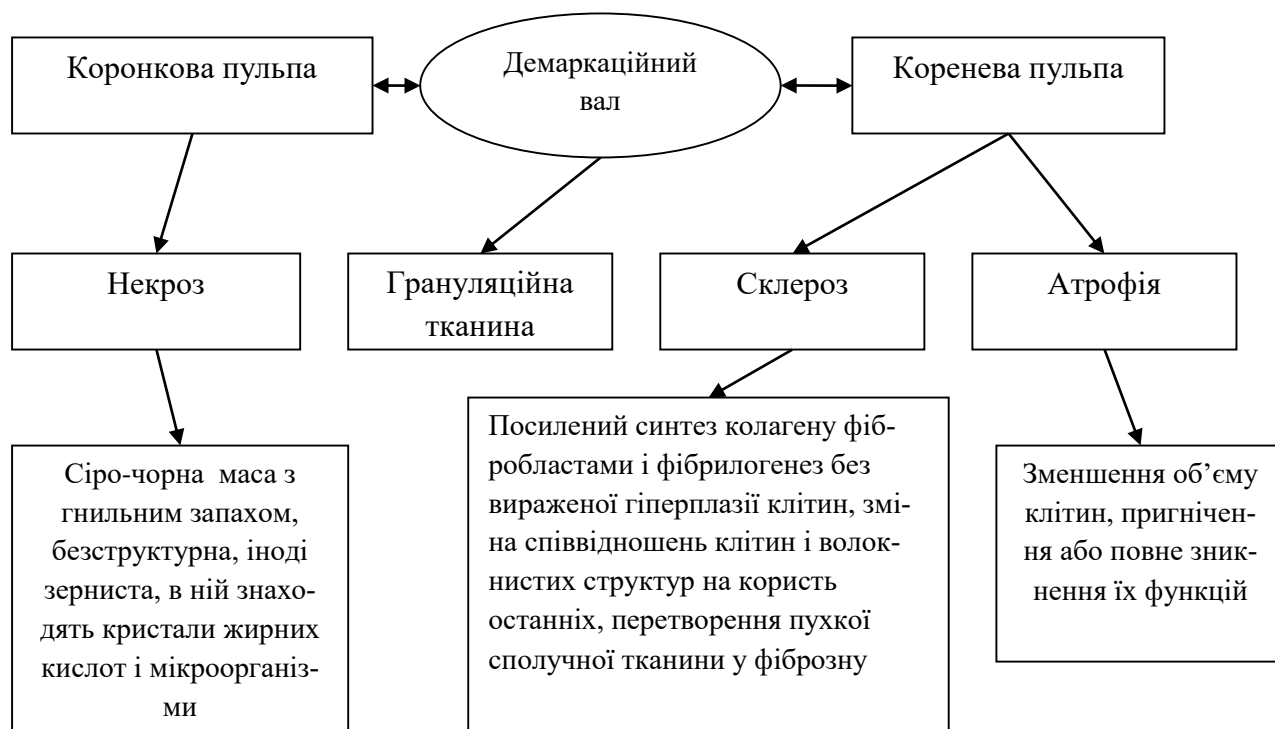 Коронкова пульпа
Демаркаційний
вал
Коренева пульпа
Некроз
Грануляційна
тканина
Склероз
Атрофія
Сіро-чорна маса з
гнильним запахом,
безструктурна, іноді
зерниста, в ній знахо-
дять кристали жирних
кислот і мікроорганіз-
ми
Посилений синтез колагену фіб-
робластами і фібрилогенез без
вираженої гіперплазії клітин, змі-
на співвідношень клітин і волок-
нистих структур на користь
останніх, перетворення пухкої
сполучної тканини у фіброзну
Зменшення об’єму
клітин, пригнічен-
ня або повне зник-
нення їх функцій